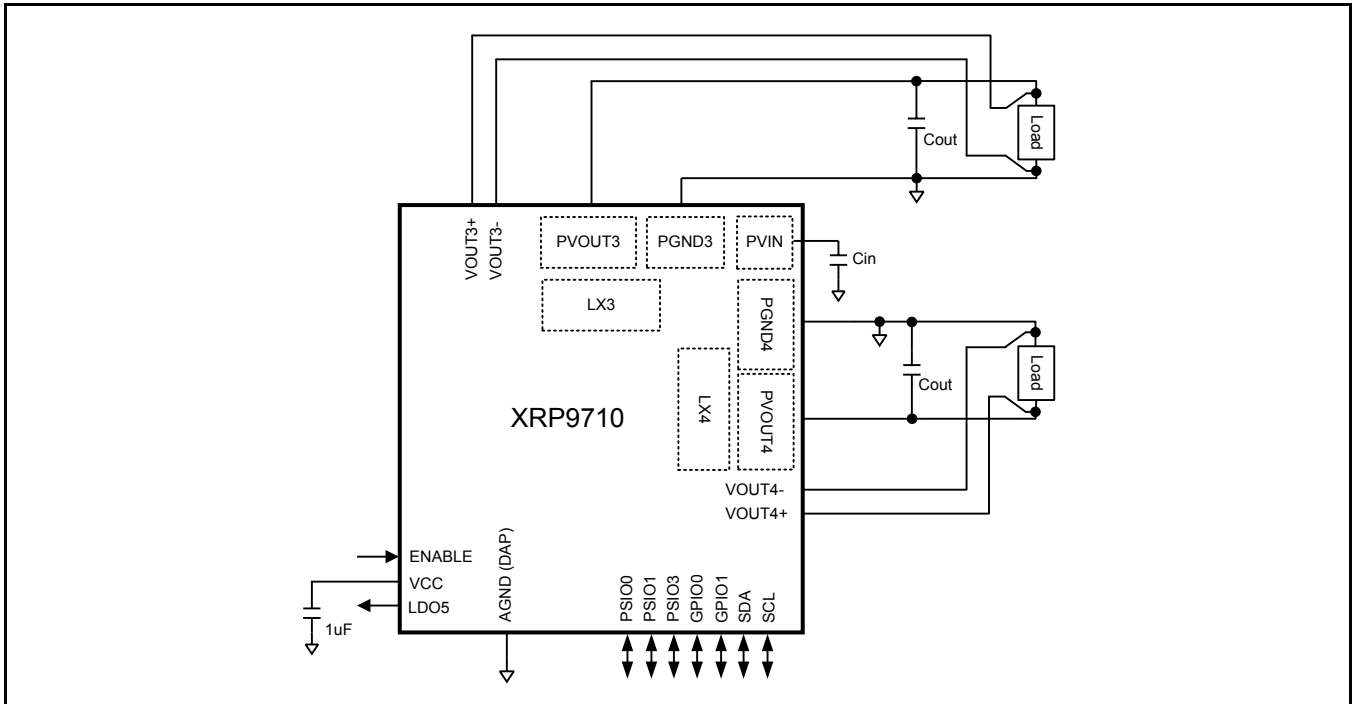 Load
Cout
VOUT3+
VOUT3-
PVOUT3
PGND3
PVIN
Cin
LX3
PGND4
Load
Cout
LX4
PVOUT4
XRP9710
VOUT4-
VOUT4+
ENABLE
VCC
LDO5
1uF
AGND (DAP)
PSIO0
PSIO1
PSIO3
GPIO0
GPIO1
SDA
SCL